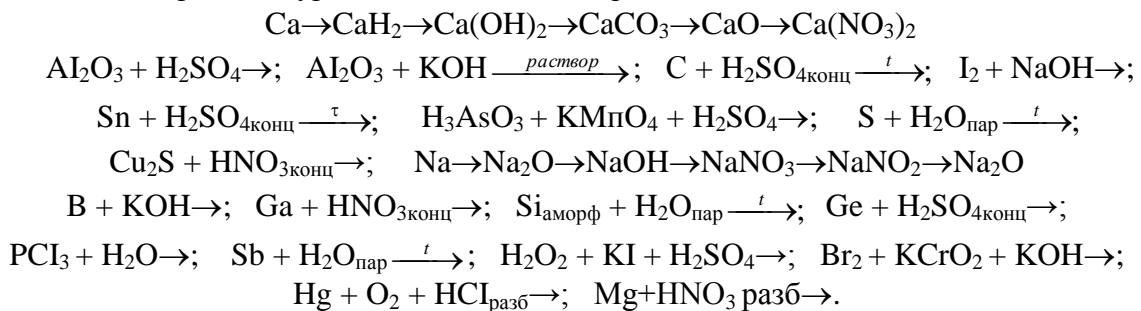 Ca→CaH₂→Ca(OH)₂→CaCO₃→CaO→Ca(NO₃)₂
AI₂O₃ + H₂SO₄→; AI₂O₃ + KOH —раствор→; C + H₂SO₄конц —t→; I₂ + NaOH→;
Sn + H₂SO₄конц —τ→; H₃AsO₃ + KMпO₄ + H₂SO₄→; S + H₂Oпар —t→;
Cu₂S + HNO₃конц→; Na→Na₂O→NaOH→NaNO₃→NaNO₂→Na₂O
B + KOH→; Ga + HNO₃конц→; Siаморф + H₂Oпар —t→; Ge + H₂SO₄конц→;
PCI₃ + H₂O→; Sb + H₂Oпар —t→; H₂O₂ + KI + H₂SO₄→; Br₂ + KCrO₂ + KOH→;
Hg + O₂ + HCIразб→; Mg+HNO₃ разб→.